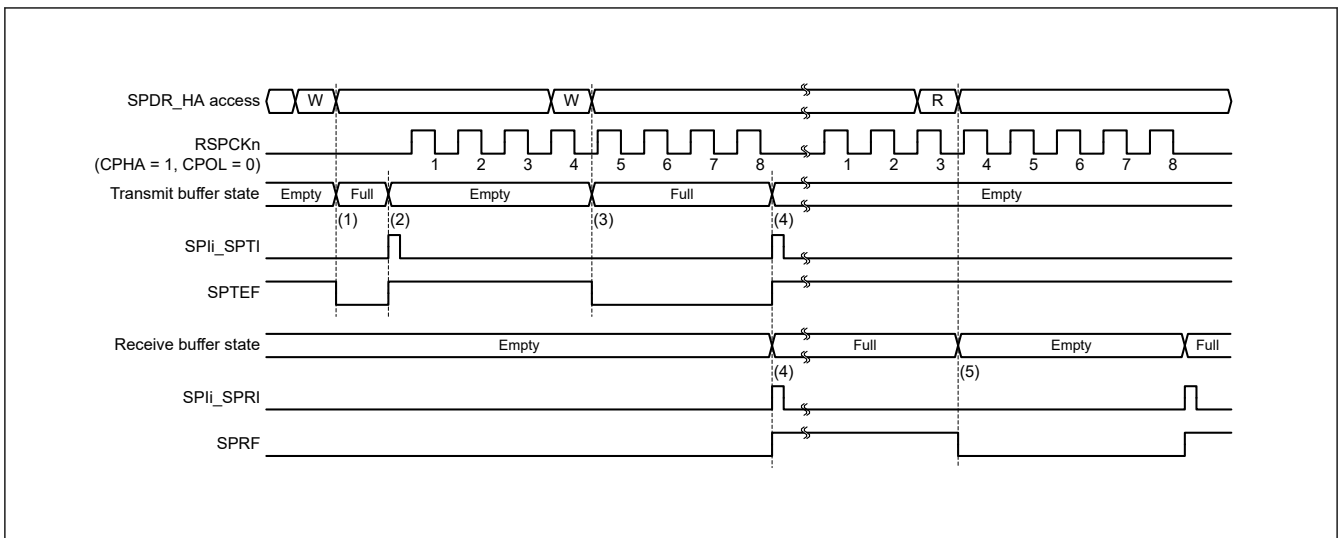 SPDR_HA access W W R
RSPCKn
(CPHA = 1, CPOL = 0)
1 2 3 4 5 6 7 8 1 2 3 4 5 6 7 8
Transmit buffer state Empty Full Empty Full Empty
(1) (2) (3) (4)
SPIi_SPTI
SPTEF
Receive buffer state Empty Full Empty Full
(4) (5)
SPIi_SPRI
SPRF